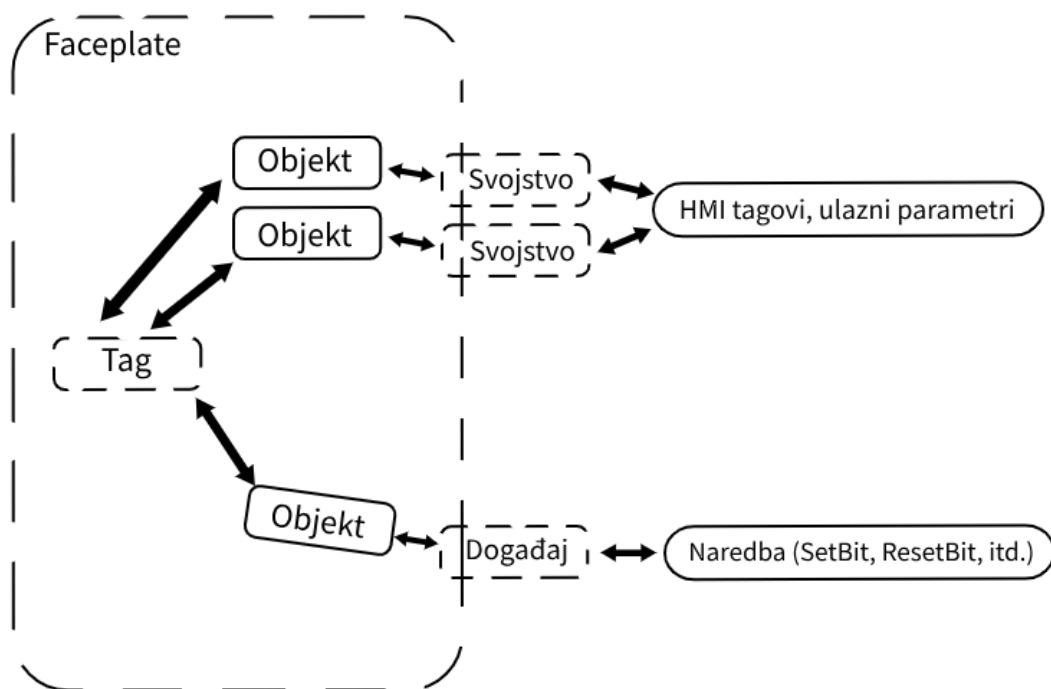 Faceplate
Objekt
Svojstvo
HMI tagovi, ulazni parametri
Objekt
Svojstvo
Tag
Objekt
Događaj
Naredba (SetBit, ResetBit, itd.)